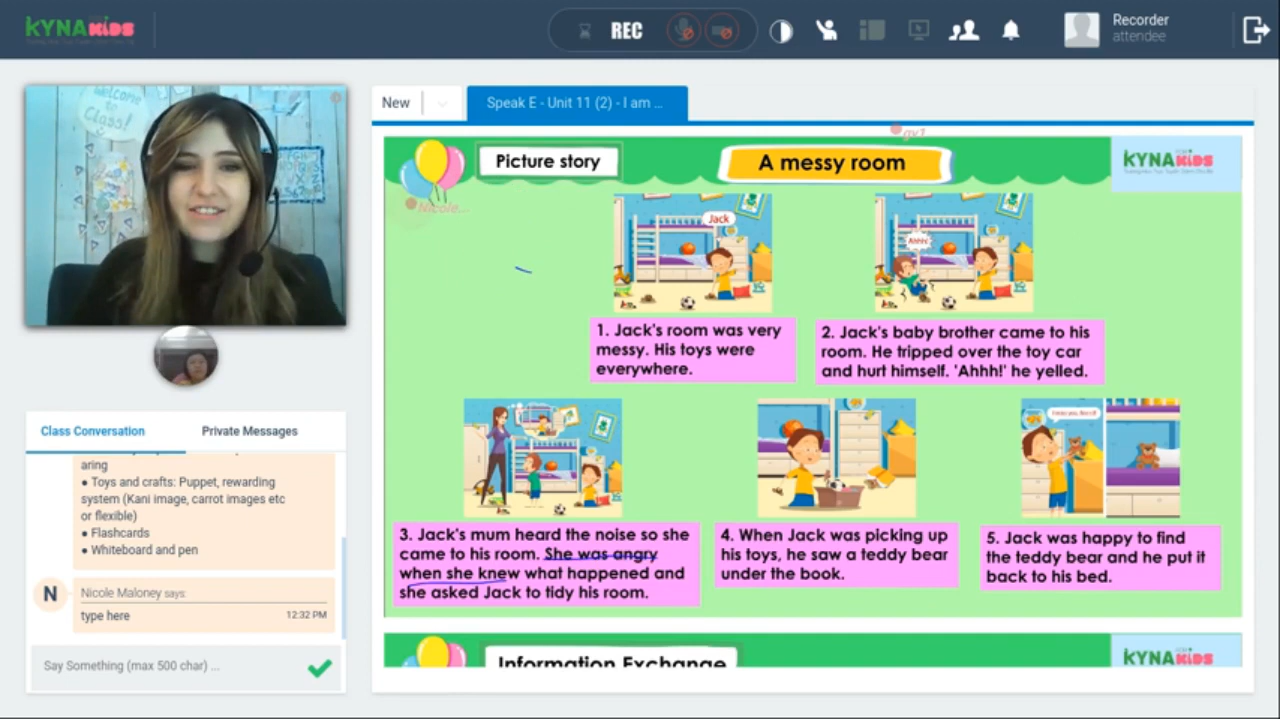 KYNA KIDS
REC
Recorder
attendee
Welcome
to
Class!
New
Speak E - Unit 11 (2) - I am ...
gv1
Picture story
A messy room
KYNA KIDS
Nicole...
Jack
Ahhh!
1. Jack's room was very
messy. His toys were
everywhere.
2. Jack's baby brother came to his
room. He tripped over the toy car
and hurt himself. 'Ahhh!' he yelled.
3. Jack's mum heard the noise so she
came to his room. She was angry
when she knew what happened and
she asked Jack to tidy his room.
4. When Jack was picking up
his toys, he saw a teddy bear
under the book.
5. Jack was happy to find
the teddy bear and he put it
back to his bed.
Information Exchange
KYNA KIDS
Class Conversation
Private Messages
aring
● Toys and crafts: Puppet, rewarding
system (Kani image, carrot images etc
or flexible)
● Flashcards
● Whiteboard and pen
N
Nicole Maloney says:
type here
12:32 PM
Say Something (max 500 char) ...